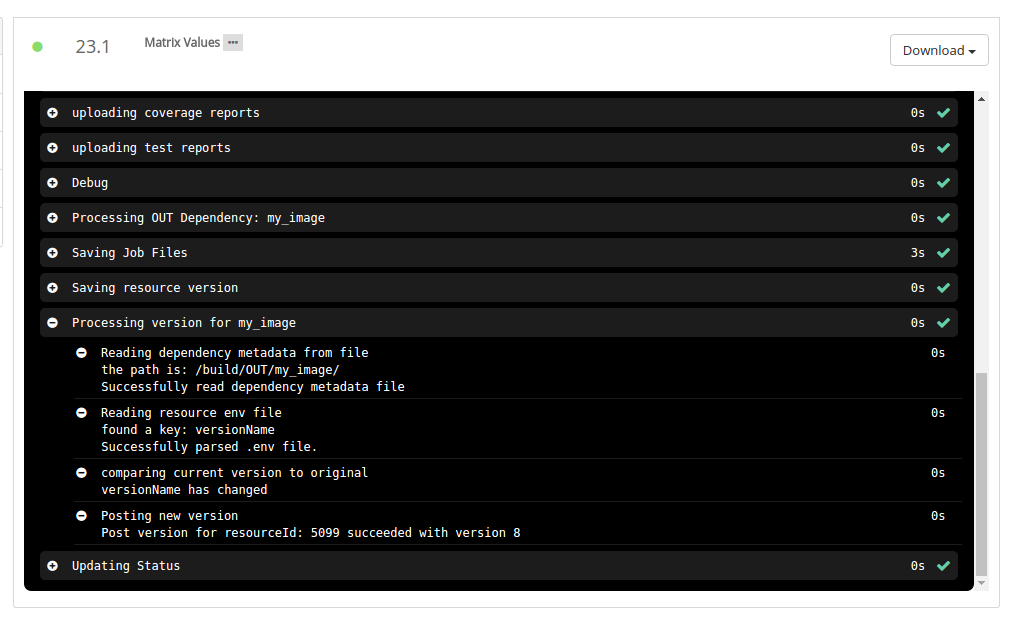 23.1
Matrix Values
Download
uploading coverage reports 0s
uploading test reports 0s
Debug 0s
Processing OUT Dependency: my_image 0s
Saving Job Files 3s
Saving resource version 0s
Processing version for my_image 0s
Reading dependency metadata from file 0s
the path is: /build/OUT/my_image/
Successfully read dependency metadata file
Reading resource env file 0s
found a key: versionName
Successfully parsed .env file.
comparing current version to original 0s
versionName has changed
Posting new version 0s
Post version for resourceId: 5099 succeeded with version 8
Updating Status 0s